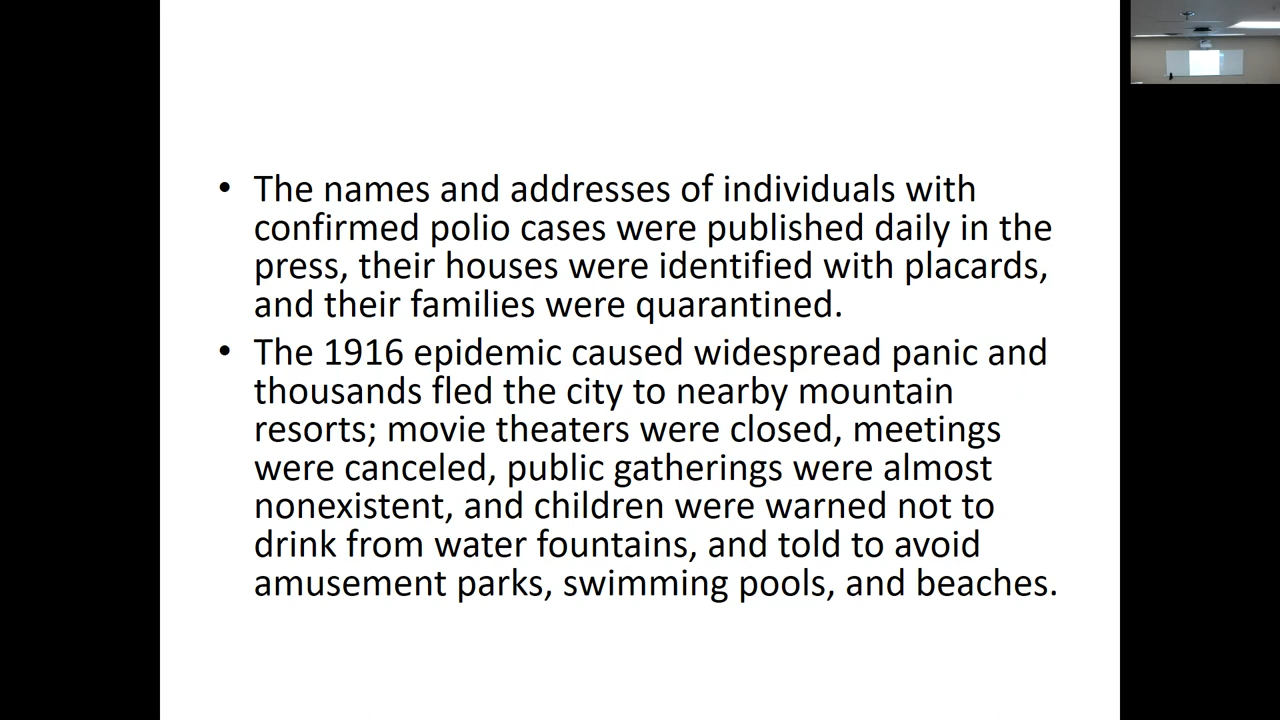 • The names and addresses of individuals with
confirmed polio cases were published daily in the
press, their houses were identified with placards,
and their families were quarantined.
• The 1916 epidemic caused widespread panic and
thousands fled the city to nearby mountain
resorts; movie theaters were closed, meetings
were canceled, public gatherings were almost
nonexistent, and children were warned not to
drink from water fountains, and told to avoid
amusement parks, swimming pools, and beaches.